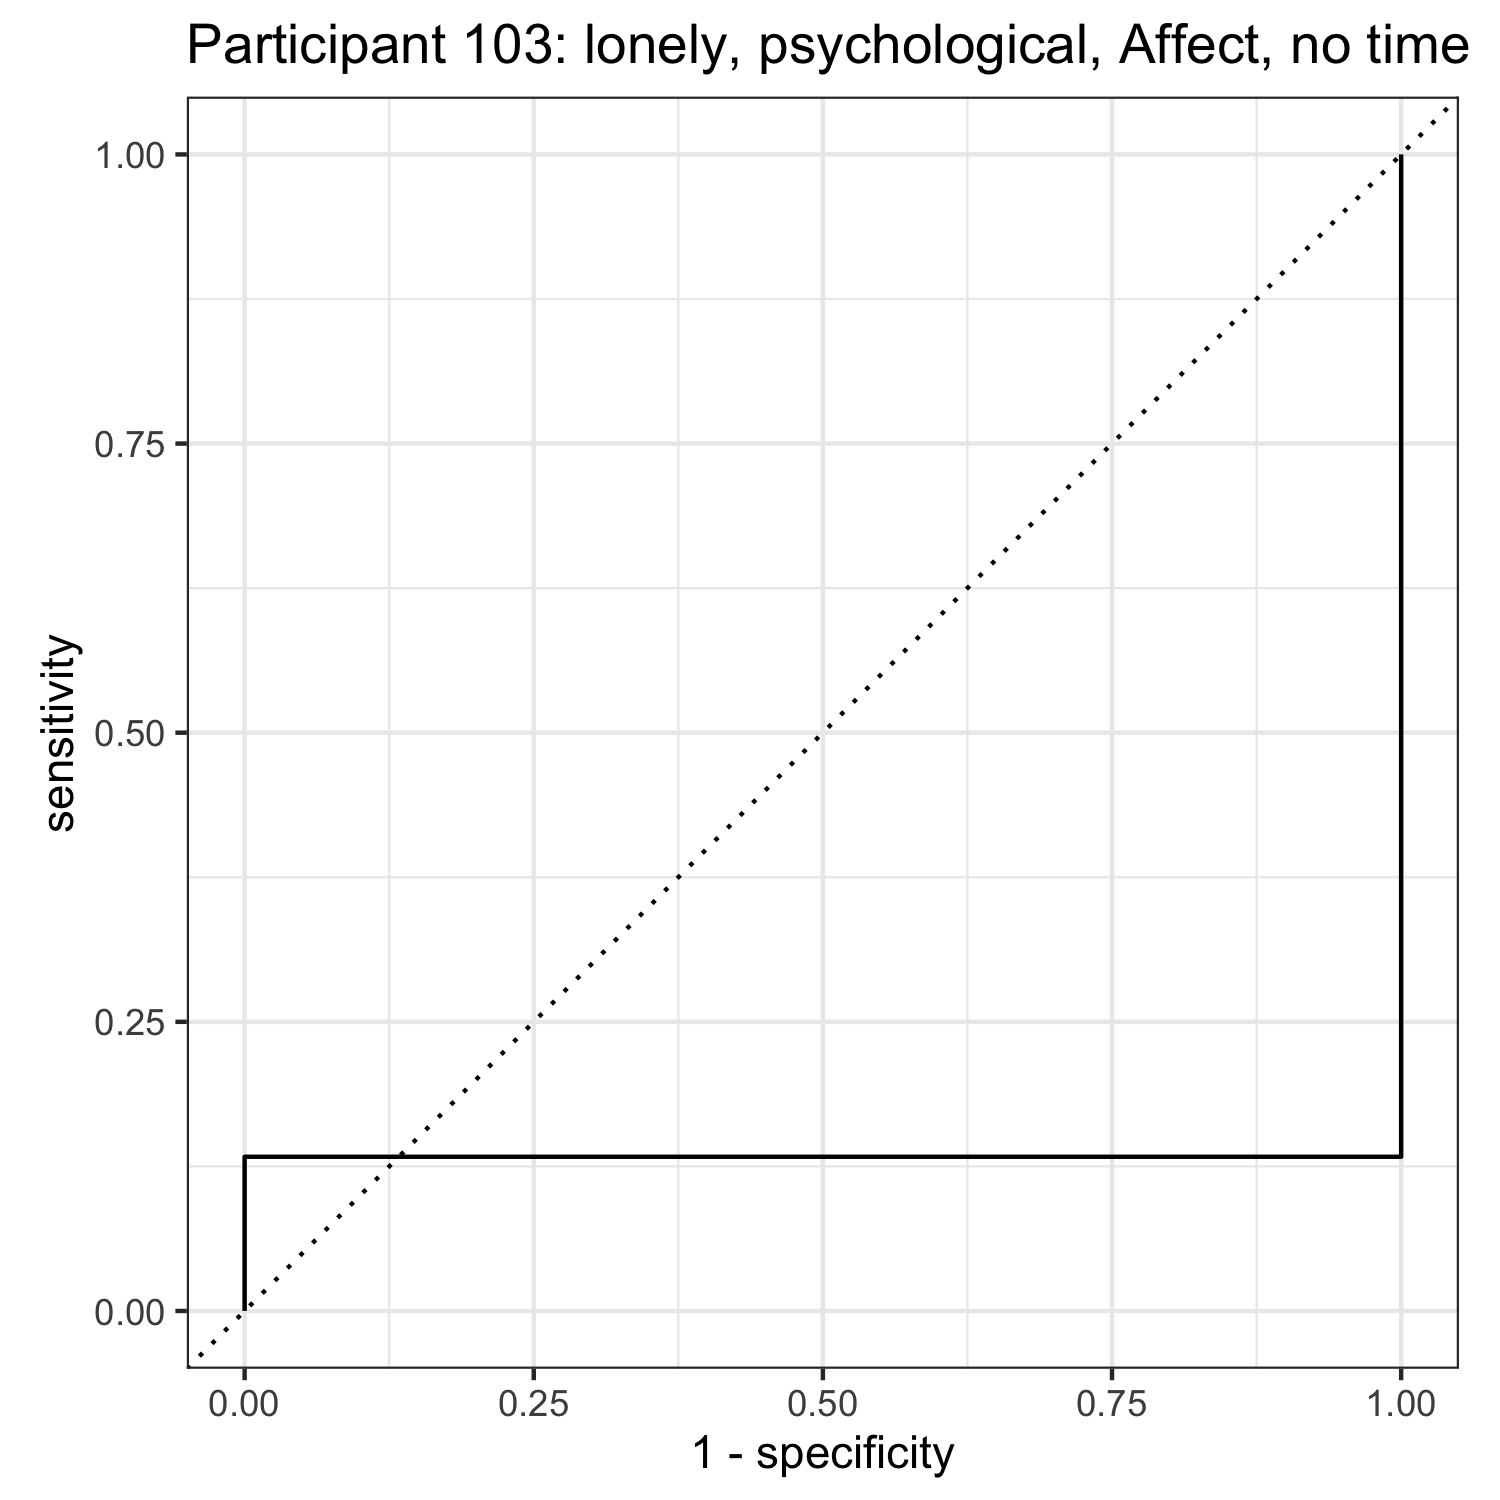 Participant 103: lonely, psychological, Affect, no time
1.00
0.75
0.50
0.25
0.00
sensitivity
0.00 0.25 0.50 0.75 1.00
1 - specificity